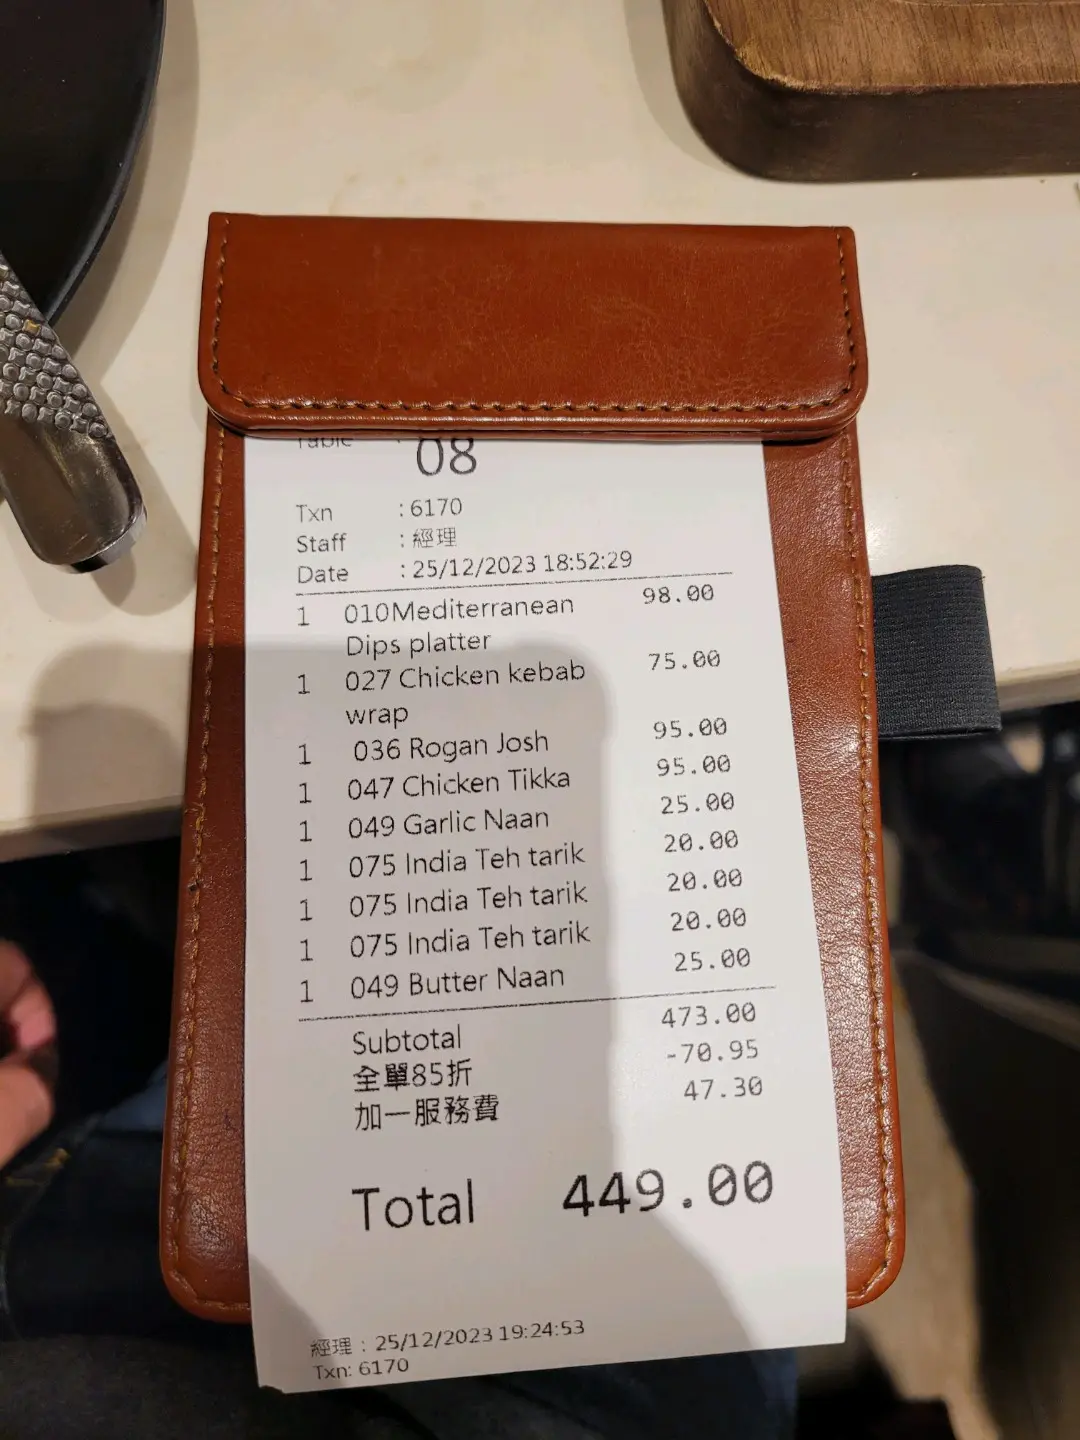 Table : 08
Txn : 6170
Staff : 經理
Date : 25/12/2023 18:52:29
1 010Mediterranean 98.00
Dips platter
1 027 Chicken kebab 75.00
wrap
1 036 Rogan Josh 95.00
1 047 Chicken Tikka 95.00
1 049 Garlic Naan 25.00
1 075 India Teh tarik 20.00
1 075 India Teh tarik 20.00
1 075 India Teh tarik 20.00
1 049 Butter Naan 25.00
Subtotal 473.00
全單85折 -70.95
加一服務費 47.30
Total 449.00
經理 : 25/12/2023 19:24:53
Txn: 6170